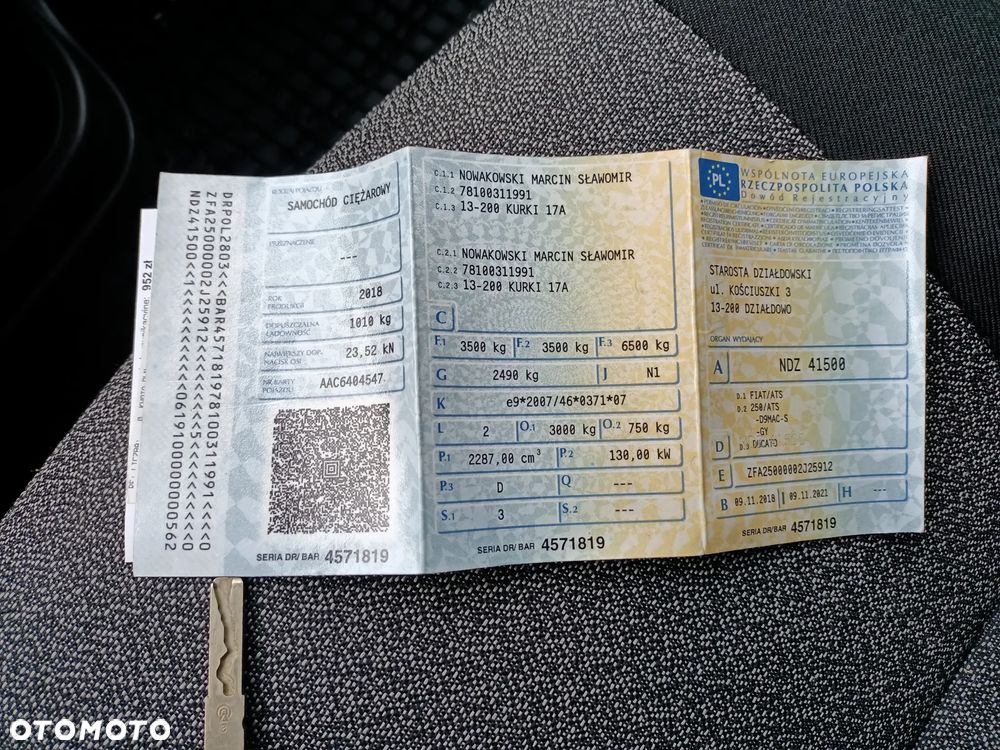 DRPOL2803<<BAR457181978100311991<<<<0
ZFA25000002J25912<<<<<<<<<5<<<<<<<0
NDZ41500<1<<<<<<<<<0619100000000562
952 zł
RODZAJ POJAZDU
SAMOCHÓD CIĘŻAROWY
PRZEZNACZENIE
---
ROK PRODUKCJI
2018
DOPUSZCZALNA ŁADOWNOŚĆ
1010 kg
NAJWIĘKSZY DOP. NACISK OSI
23,52 kN
NR KARTY POJAZDU
AAC6404547
SERIA DR/BAR 4571819
C.1.1 NOWAKOWSKI MARCIN SŁAWOMIR
C.1.2 78100311991
C.1.3 13-200 KURKI 17A
C.2.1 NOWAKOWSKI MARCIN SŁAWOMIR
C.2.2 78100311991
C.2.3 13-200 KURKI 17A
C
F.1 3500 kg F.2 3500 kg F.3 6500 kg
G 2490 kg J N1
K e9*2007/46*0371*07
L 2 O.1 3000 kg O.2 750 kg
P.1 2287,00 cm³ P.2 130,00 kW
P.3 D Q ---
S.1 3 S.2 ---
SERIA DR/BAR 4571819
PL
WSPÓLNOTA EUROPEJSKA
RZECZPOSPOLITA POLSKA
Dowód Rejestracyjny
STAROSTA DZIAŁDOWSKI
ul. KOŚCIUSZKI 3
13-200 DZIAŁDOWO
ORGAN WYDAJĄCY
A NDZ 41500
D.1 FIAT/ATS
D.2 250/ATS
-D9MAC-S
-GY
D D.3 DUCATO
E ZFA25000002J25912
B 09.11.2018 I 09.11.2021 H ---
SERIA DR/BAR 4571819
OTOMOTO